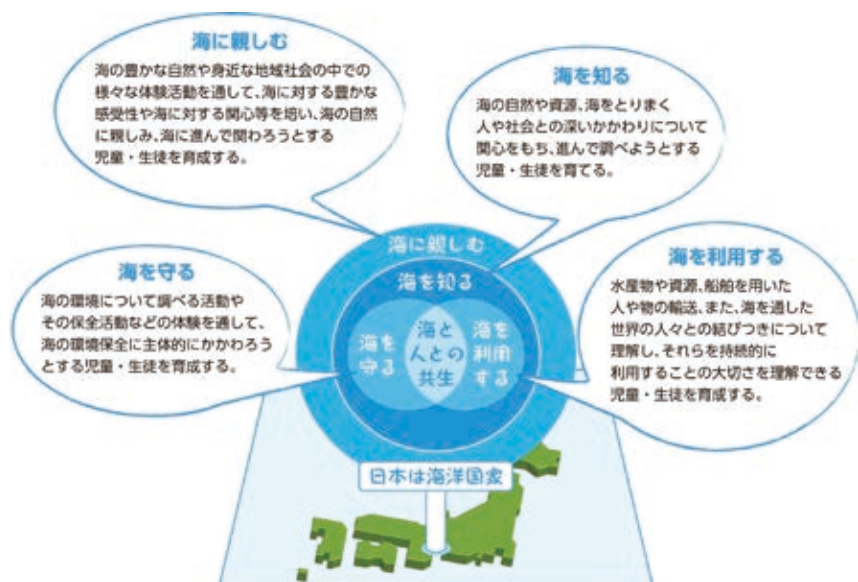 海に親しむ
海の豊かな自然や身近な地域社会の中での
様々な体験活動を通して、海に対する豊かな
感受性や海に対する関心等を培い、海の自然
に親しみ、海に進んで関わろうとする
児童・生徒を育成する。
海を知る
海の自然や資源、海をとりまく
人や社会との深いかかわりについて
関心をもち、進んで調べようとする
児童・生徒を育てる。
海を守る
海の環境について調べる活動や
その保全活動などの体験を通して、
海の環境保全に主体的にかかわろう
とする児童・生徒を育成する。
海を利用する
水産物や資源、船舶を用いた
人や物の輸送、また、海を通した
世界の人々との結びつきについて
理解し、それらを持続的に
利用することの大切さを理解できる
児童・生徒を育成する。
海に親しむ
海を知る
海を
守る
海と
人との
共生
海を
利用
する
日本は海洋国家